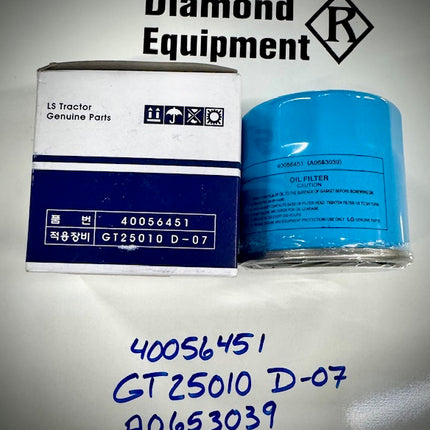 Diamond
Equipment
R
LS Tractor
Genuine Parts
품 번 40056451
적용장비 GT25010 D-07
40056451 (A0653039)
OIL FILTER
CAUTION
40056451
GT25010 D-07
A0653039